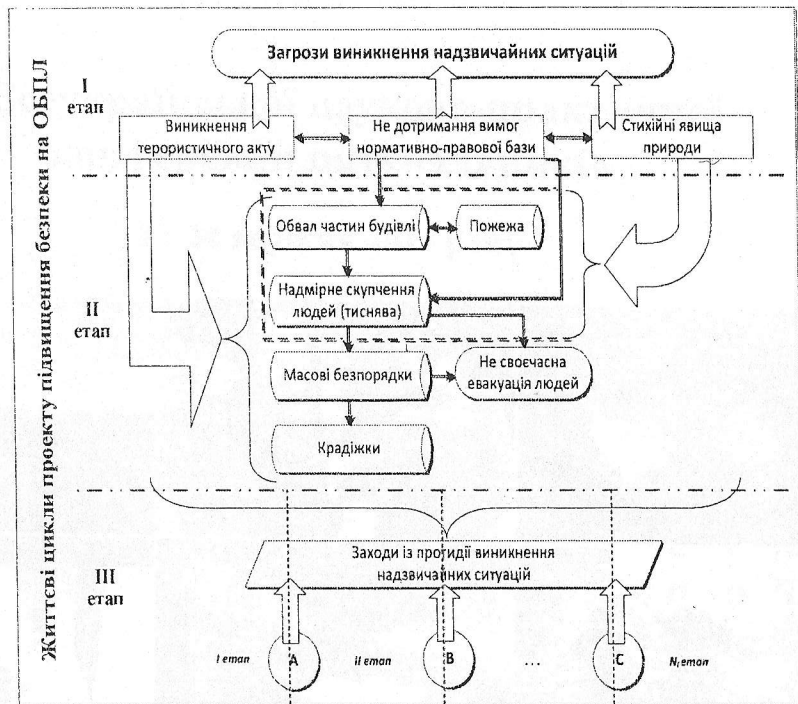 Життєві цикли проекту підвищення безпеки на ОБПЛ
I
етап
Загрози виникнення надзвичайних ситуацій
Виникнення
терористичного акту
Не дотримання вимог
нормативно-правової бази
Стихійні явища
природи
II
етап
Обвал частин будівлі
Пожежа
Надмірне скупчення
людей (тиснява)
Масові безпорядки
Не своєчасна
евакуація людей
Крадіжки
III
етап
Заходи із протидії виникнення
надзвичайних ситуацій
I етап
A
II етап
B
...
C
N, етап